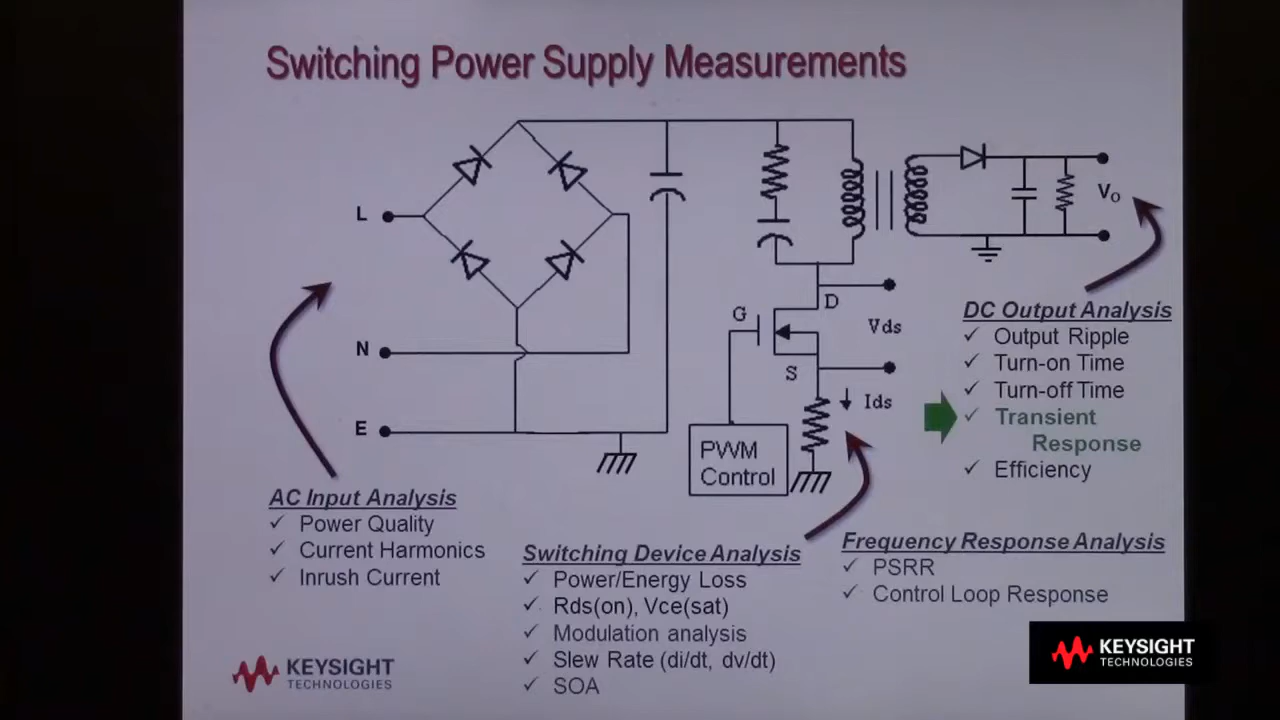 Switching Power Supply Measurements
L
N
E
G
D
S
Vds
Ids
PWM
Control
Vo
AC Input Analysis
✓ Power Quality
✓ Current Harmonics
✓ Inrush Current
Switching Device Analysis
✓ Power/Energy Loss
✓ Rds(on), Vce(sat)
✓ Modulation analysis
✓ Slew Rate (di/dt, dv/dt)
✓ SOA
DC Output Analysis
✓ Output Ripple
✓ Turn-on Time
✓ Turn-off Time
✓ Transient
Response
✓ Efficiency
Frequency Response Analysis
✓ PSRR
✓ Control Loop Response
KEYSIGHT
TECHNOLOGIES
KEYSIGHT
TECHNOLOGIES